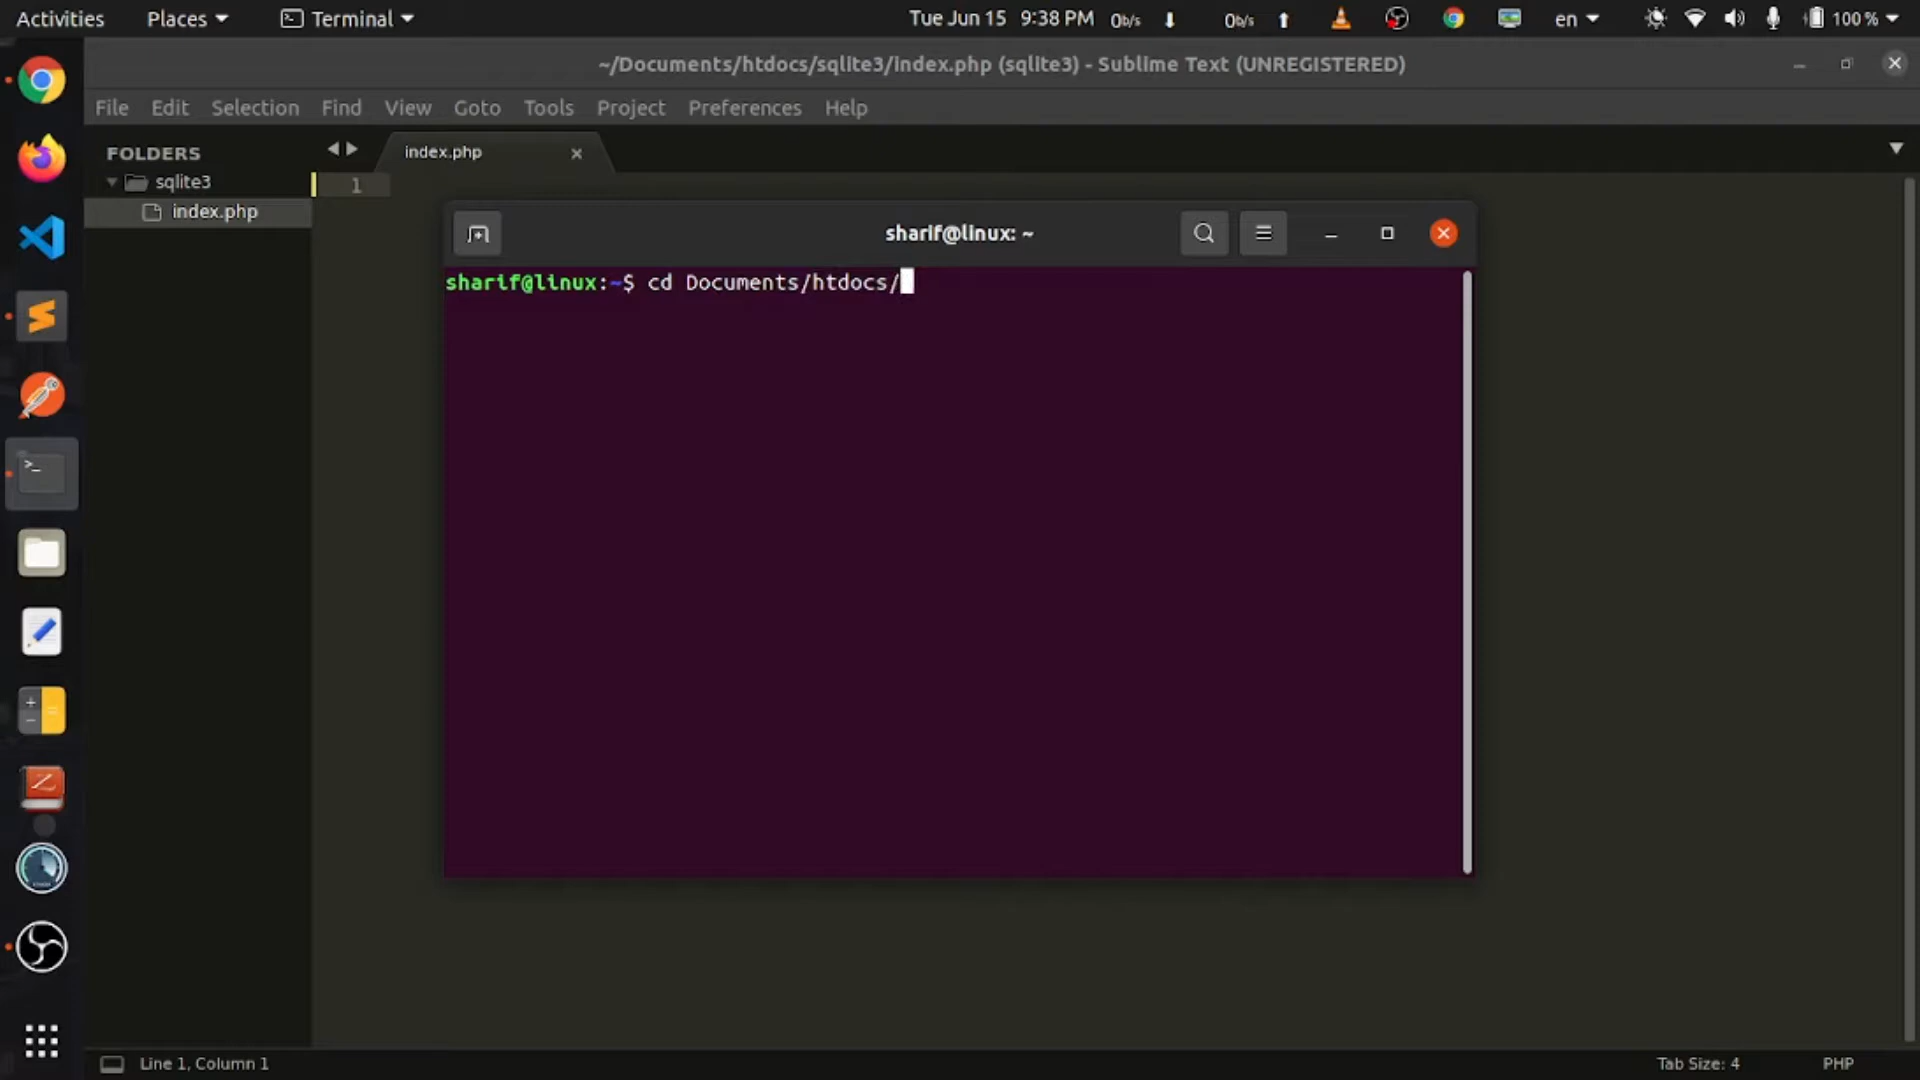 Activities Places Terminal Tue Jun 15 9:38 PM 0b/s 0b/s en 100 %
~/Documents/htdocs/sqlite3/index.php (sqlite3) - Sublime Text (UNREGISTERED)
File Edit Selection Find View Goto Tools Project Preferences Help
FOLDERS
sqlite3
index.php
index.php
1
sharif@linux: ~
sharif@linux:~$ cd Documents/htdocs/
Line 1, Column 1
Tab Size: 4 PHP